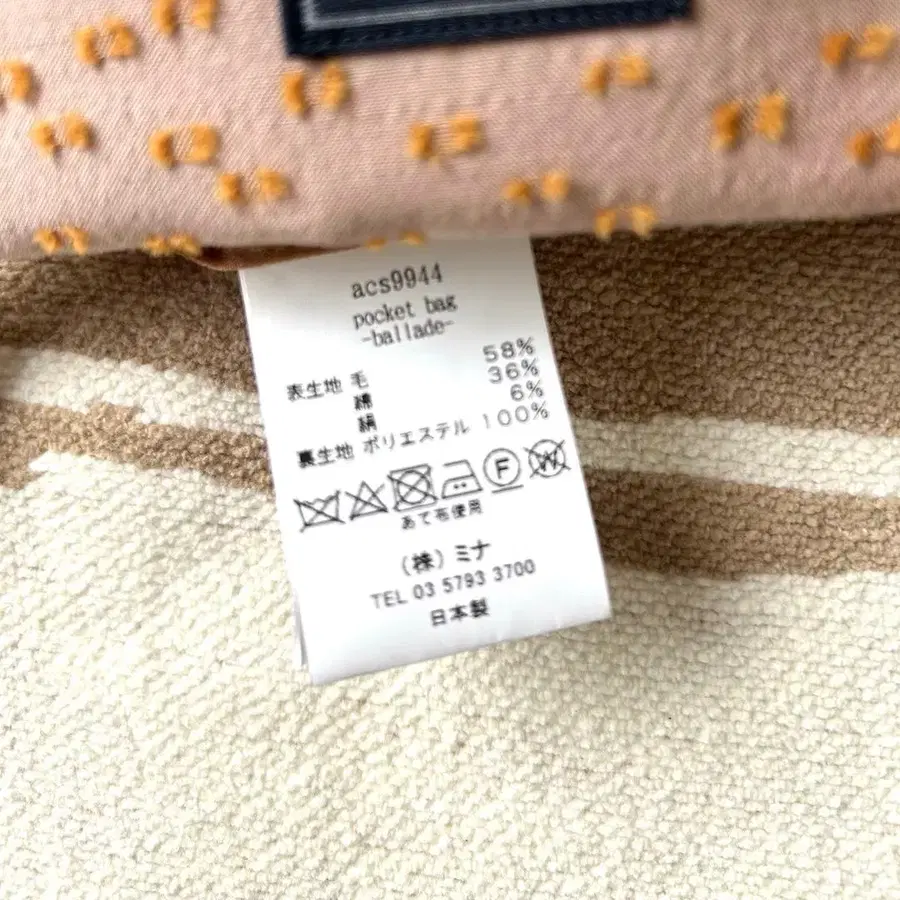 acs9944
pocket bag
-ballade-
表生地 毛 58%
綿 36%
絹 6%
裏生地 ポリエステル 100%
F W
あて布使用
(株) ミナ
TEL 03 5793 3700
日本製